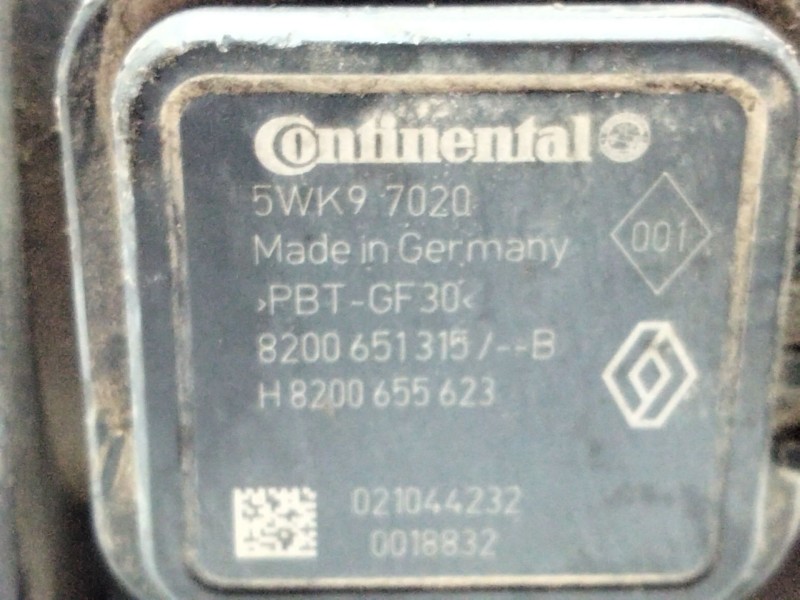 Continental
5WK9 7020
001
Made in Germany
>PBT-GF30<
8200 651 315 /--B
H 8200 655 623
021044232
0018832